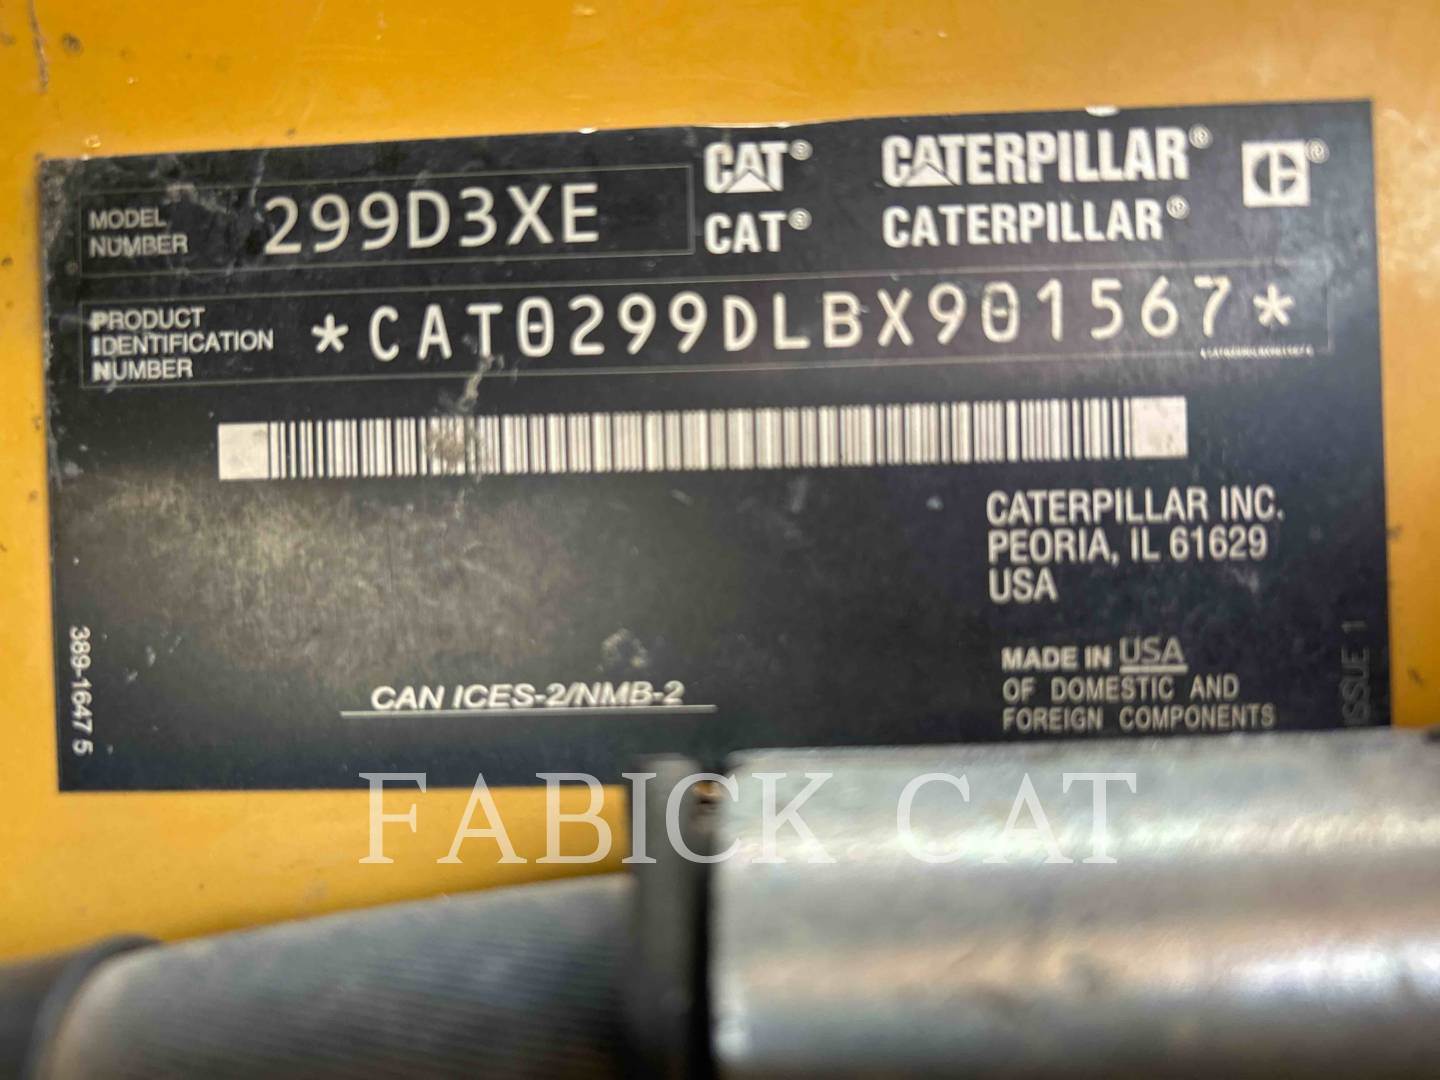 MODEL
NUMBER
299D3XE
CAT®
CATERPILLAR®
CAT®
CATERPILLAR®
PRODUCT
IDENTIFICATION
NUMBER
*CAT0299DLBX901567*
CATERPILLAR INC.
PEORIA, IL 61629
USA
MADE IN USA
OF DOMESTIC AND
FOREIGN COMPONENTS
ISSUE 1
389-1647 5
CAN ICES-2/NMB-2
FABICK CAT